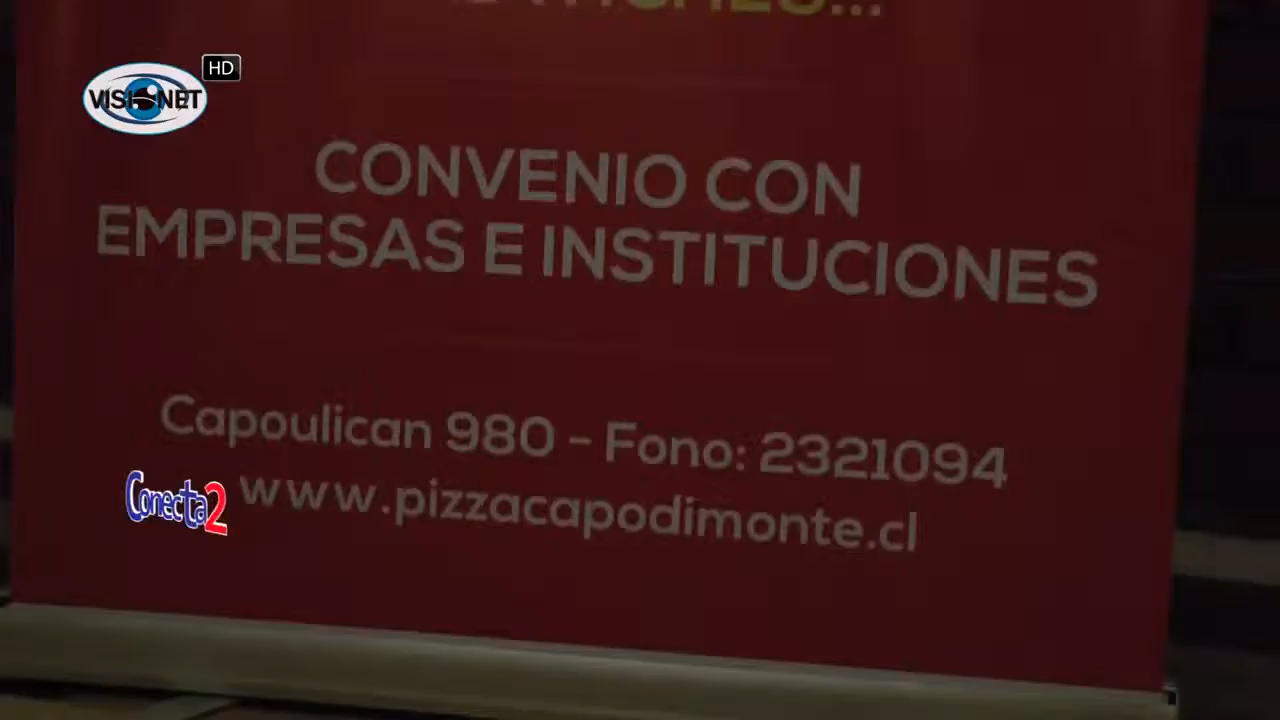 HD
VISIONET
CONVENIO CON
EMPRESAS E INSTITUCIONES
Capoulican 980 - Fono: 2321094
www.pizzacapodimonte.cl
Conecta2